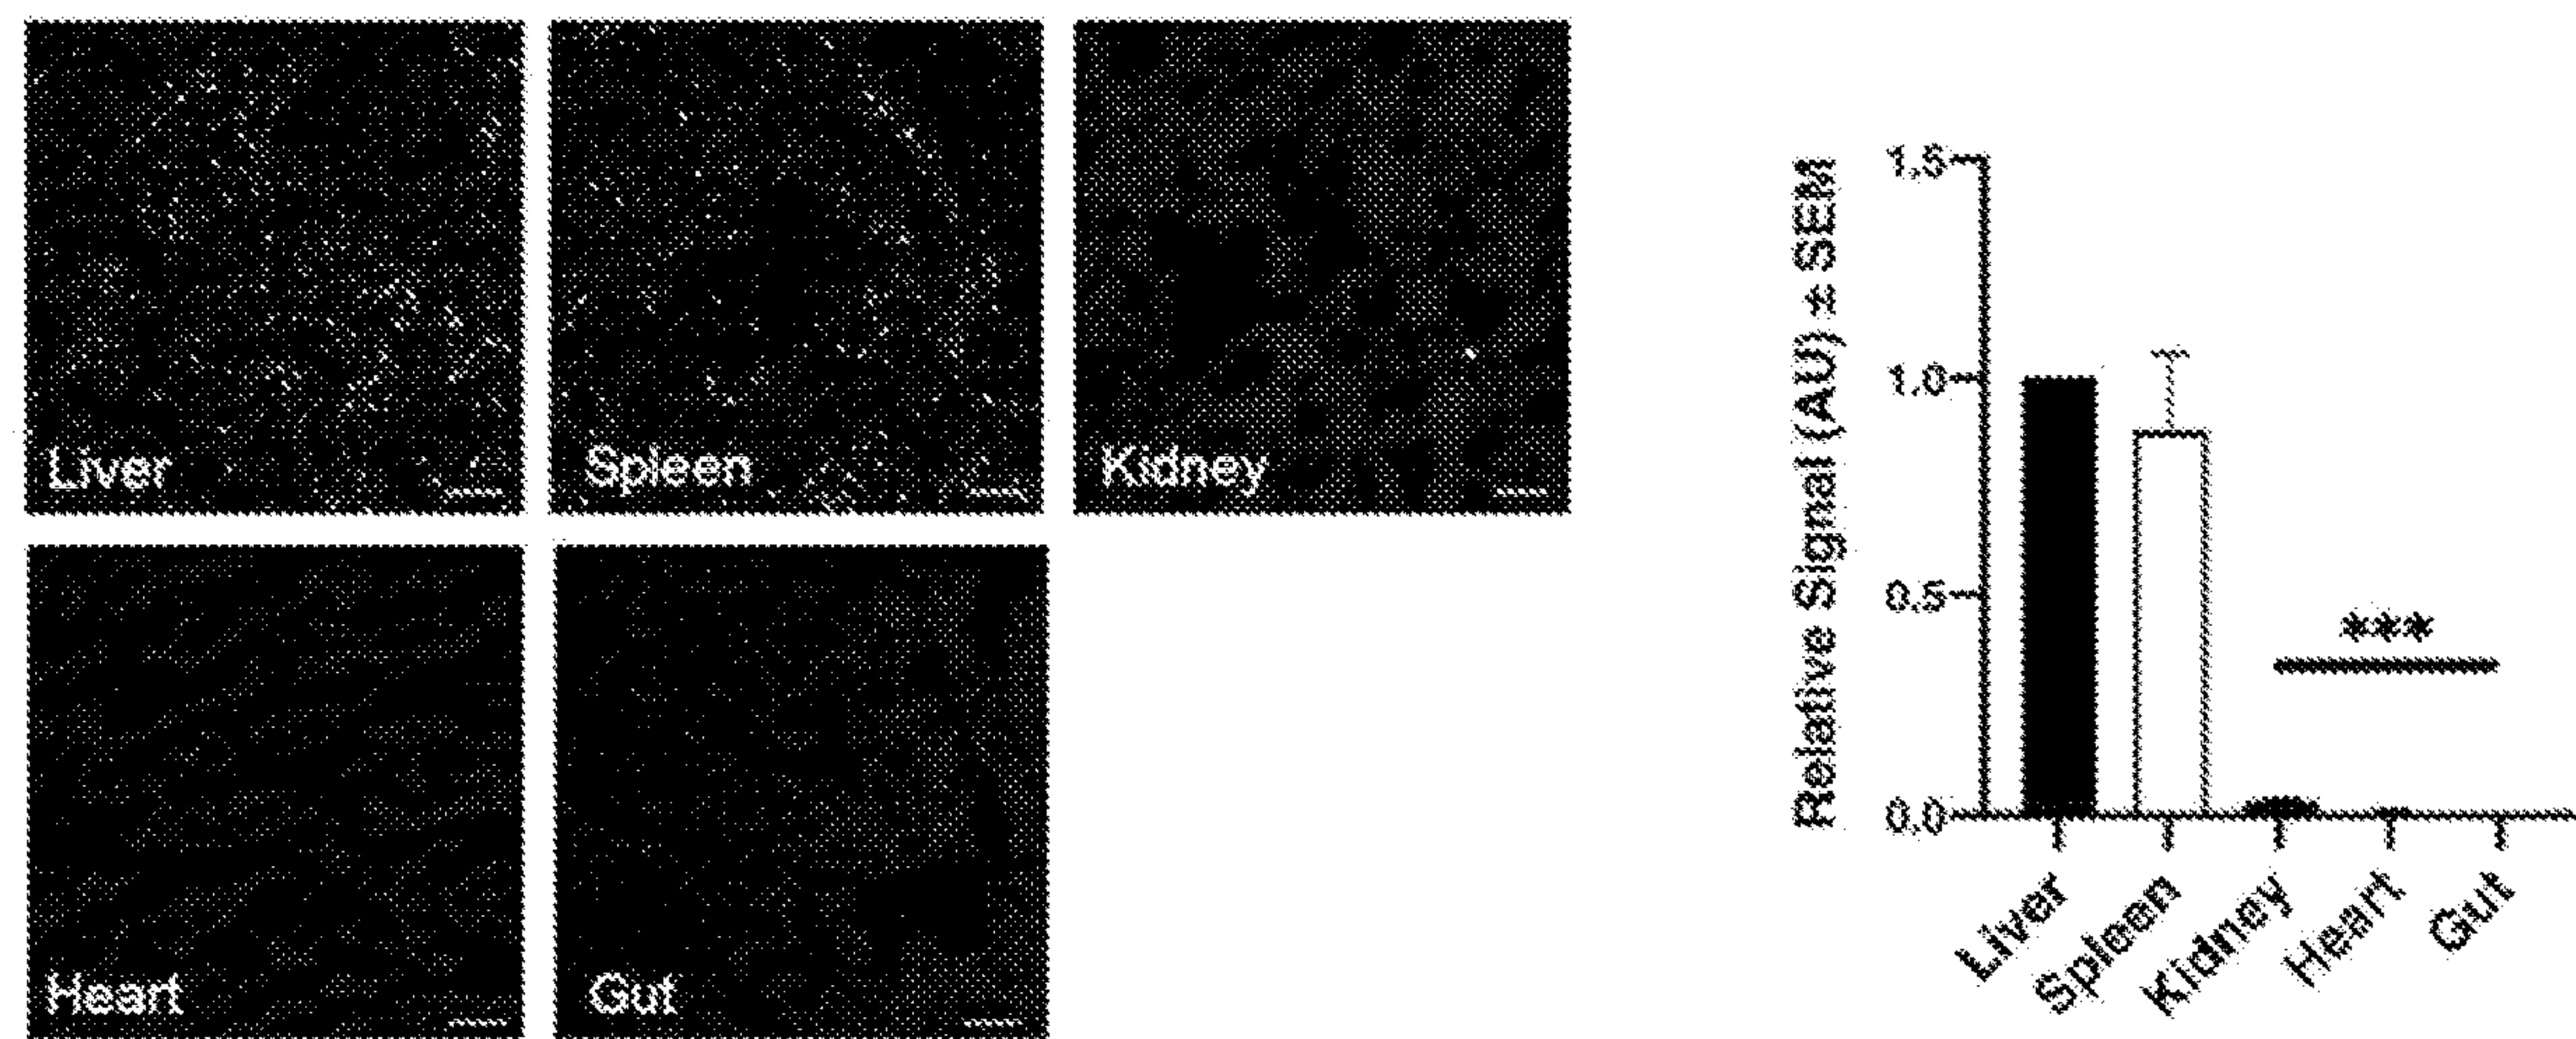 Liver
Spleen
Kidney
Heart
Gut
Relative Signal (AU) ± SEM
1.5
1.0
0.5
0.0
***
Liver
Spleen
Kidney
Heart
Gut